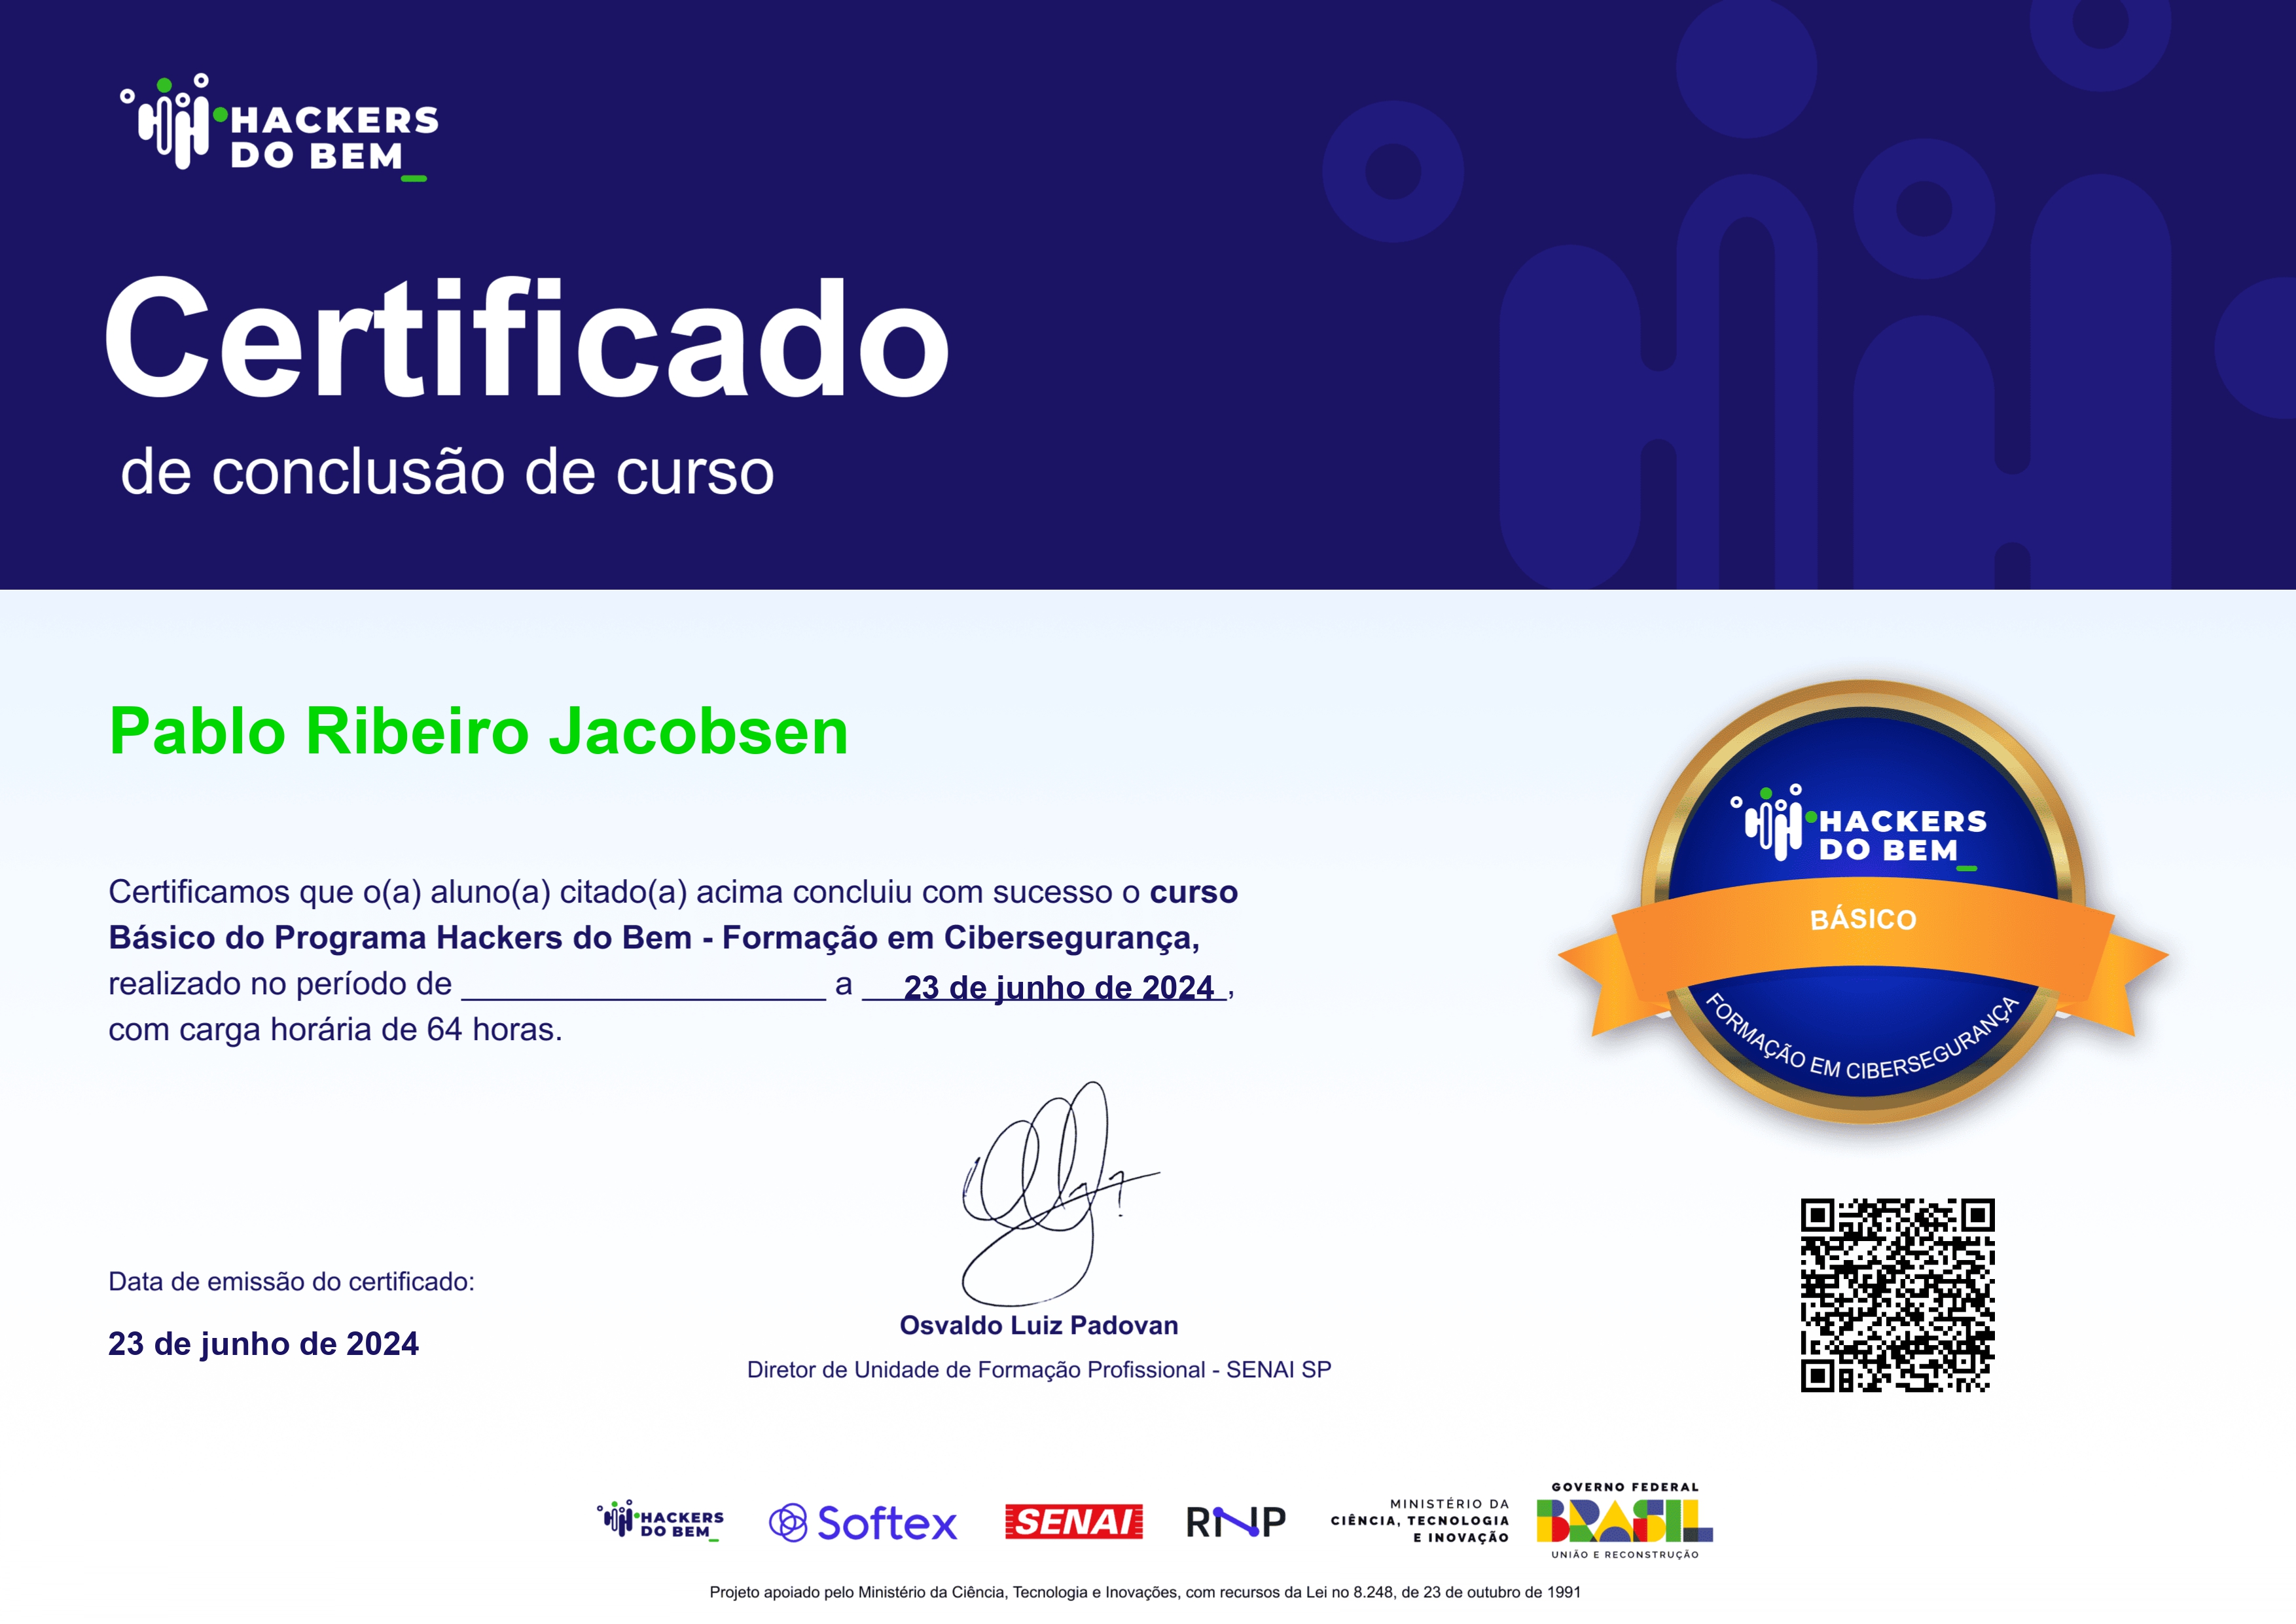 HACKERS
DO BEM_
Certificado
de conclusão de curso
Pablo Ribeiro Jacobsen
Certificamos que o(a) aluno(a) citado(a) acima concluiu com sucesso o curso
Básico do Programa Hackers do Bem - Formação em Cibersegurança,
realizado no período de ____________________ a 23 de junho de 2024,
com carga horária de 64 horas.
HACKERS
DO BEM_
BÁSICO
FORMAÇÃO EM CIBERSEGURANÇA
Data de emissão do certificado:
23 de junho de 2024
Osvaldo Luiz Padovan
Diretor de Unidade de Formação Profissional - SENAI SP
HACKERS
DO BEM_
Softex
SENAI
RNP
MINISTÉRIO DA
CIÊNCIA, TECNOLOGIA
E INOVAÇÃO
GOVERNO FEDERAL
BRASIL
UNIÃO E RECONSTRUÇÃO
Projeto apoiado pelo Ministério da Ciência, Tecnologia e Inovações, com recursos da Lei no 8.248, de 23 de outubro de 1991